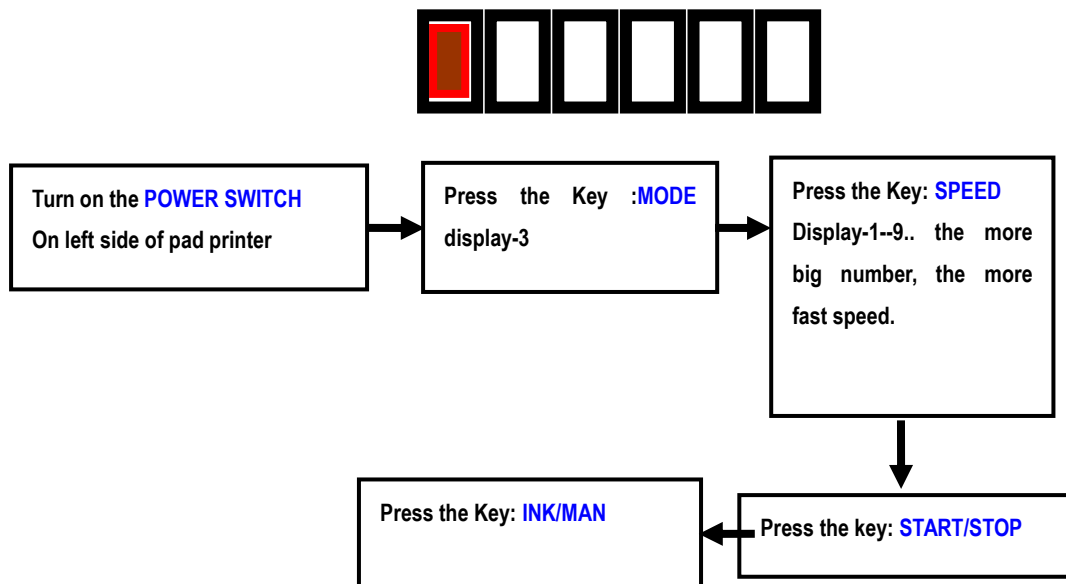 Turn on the POWER SWITCH
On left side of pad printer
Press the Key :MODE
display-3
Press the Key: SPEED
Display-1--9.. the more
big number, the more
fast speed.
Press the key: START/STOP
Press the Key: INK/MAN